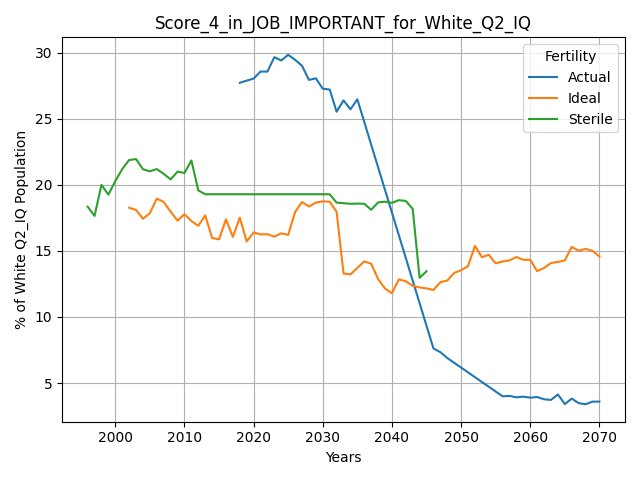 Score_4_in_JOB_IMPORTANT_for_White_Q2_IQ
Fertility
Actual
Ideal
Sterile
% of White Q2_IQ Population
30
25
20
15
10
5
2000 2010 2020 2030 2040 2050 2060 2070
Years